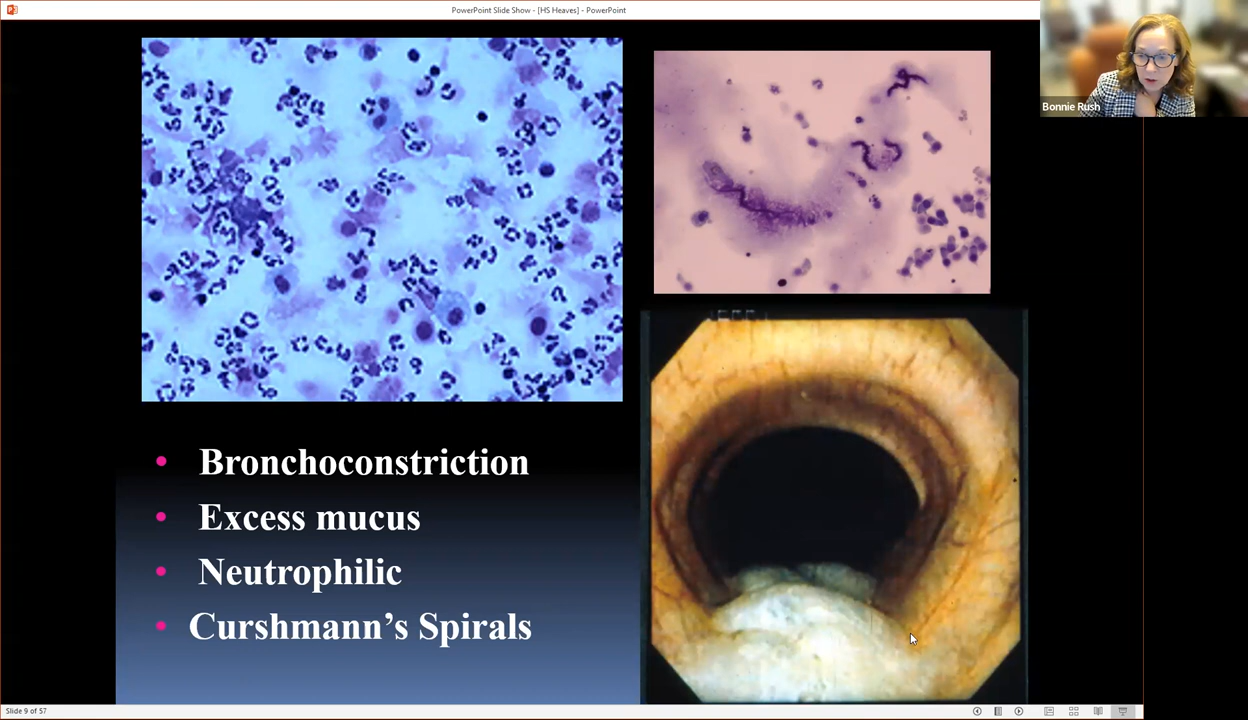 PowerPoint Slide Show - [HS Heaves] - PowerPoint
Bonnie Rush
• Bronchoconstriction
• Excess mucus
• Neutrophilic
• Curshmann’s Spirals
Slide 9 of 57